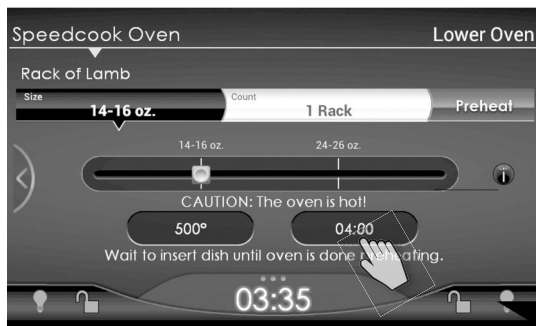 Speedcook Oven Lower Oven
Rack of Lamb
Size 14-16 oz. Count 1 Rack Preheat
14-16 oz. 24-26 oz.
i
CAUTION: The oven is hot!
500° 04:00
Wait to insert dish until oven is done preheating.
03:35